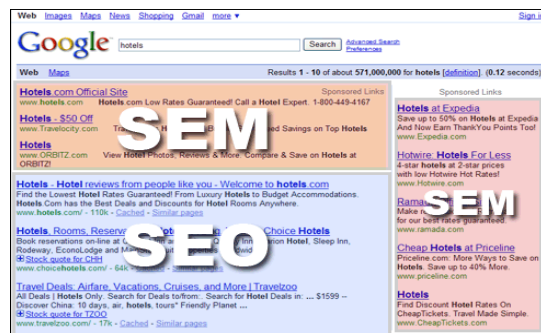 Web Images Maps News Shopping Gmail more ▼ Sign in
Google hotels Search Advanced Search
Preferences
Web Maps Results 1 - 10 of about 571,000,000 for hotels [definition]. (0.12 seconds)
Hotels.com Official Site Sponsored Links
www.hotels.com Hotels.com Low Rates Guaranteed! Call a Hotel Expert. 1-800-449-4167
Hotels - $50 Off
www.Travelocity.com Savings on Top Hotels
Hotels
www.ORBITZ.com View Hotel Photos, Reviews & More. Compare & Save on Hotels at
ORBITZ!
SEM
Hotels - Hotel reviews from people like you - Welcome to hotels.com
Find the Lowest Hotel Rates Guaranteed! From Luxury Hotels to Budget Accommodations.
Hotels.Com has the Best Deals and Discounts for Hotel Rooms Anywhere.
www.hotels.com/ - 110k - Cached - Similar pages
Hotels, Rooms, Choice Hotels
Book reservations on-line at Hotel, Sleep Inn,
Rodeway, EconoLodge and
Stock quote for CHH
www.choicehotels.com/ - 64k
SEO
Travel Deals: Airfare, Vacations, Cruises, and More | Travelzoo
All Deals | Hotels Only. Search for Deals to/from:. Search for Hotel Deals in: ... $1599 --
Discover China: 10 days, air, hotels, tours* Friendly Planet ...
Stock quote for TZOO
www.travelzoo.com/ - 17k - Cached - Similar pages
Sponsored Links
Hotels at Expedia
Save up to 50% on Hotels at Expedia
And Now Earn ThankYou Points Too!
www.Expedia.com
Hotwire: Hotels For Less
4-star hotels at 2-star prices
with low Hotwire Hot Rates!
www.Hotwire.com
for our best rates guaranteed.
www.ramada.com
SEM
Cheap Hotels at Priceline
Priceline.com: More Ways to Save on
Hotels. Save up to 40% More.
www.priceline.com
Hotels
Find Discount Hotel Rates On
CheapTickets. Travel Made Simple.
www.CheapTickets.com